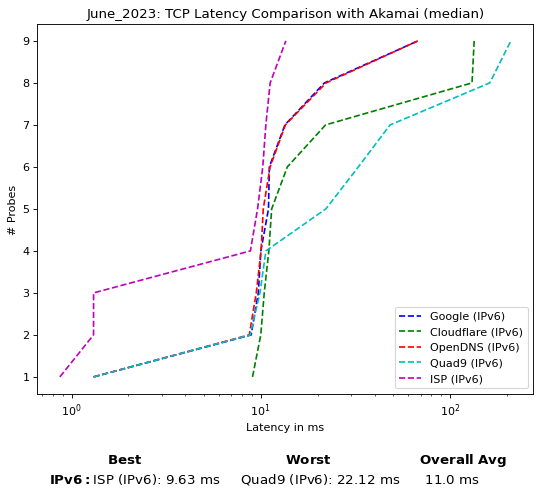 June_2023: TCP Latency Comparison with Akamai (median)
# Probes
9
8
7
6
5
4
3
2
1
Google (IPv6)
Cloudflare (IPv6)
OpenDNS (IPv6)
Quad9 (IPv6)
ISP (IPv6)
10⁰ 10¹ 10²
Latency in ms
Best Worst Overall Avg
IPv6: ISP (IPv6): 9.63 ms Quad9 (IPv6): 22.12 ms 11.0 ms